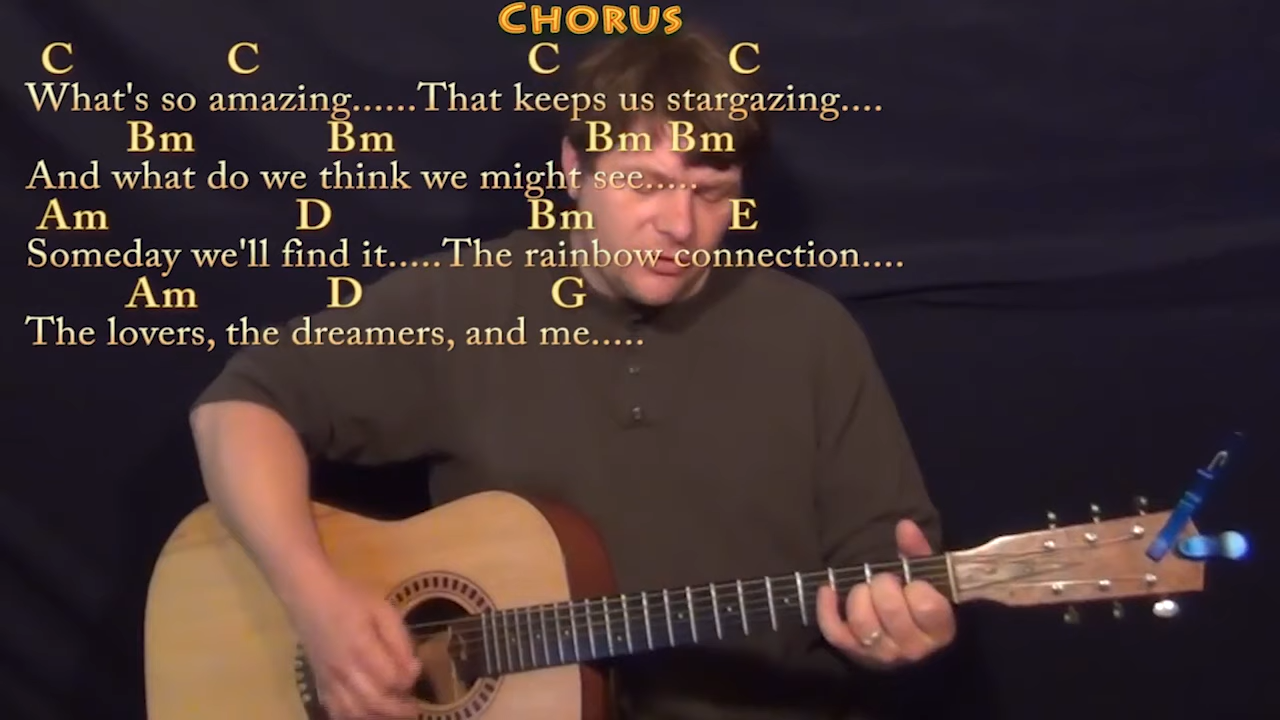 CHORUS
C C C C
What's so amazing......That keeps us stargazing....
Bm Bm Bm Bm
And what do we think we might see.....
Am D Bm E
Someday we'll find it.....The rainbow connection....
Am D G
The lovers, the dreamers, and me.....